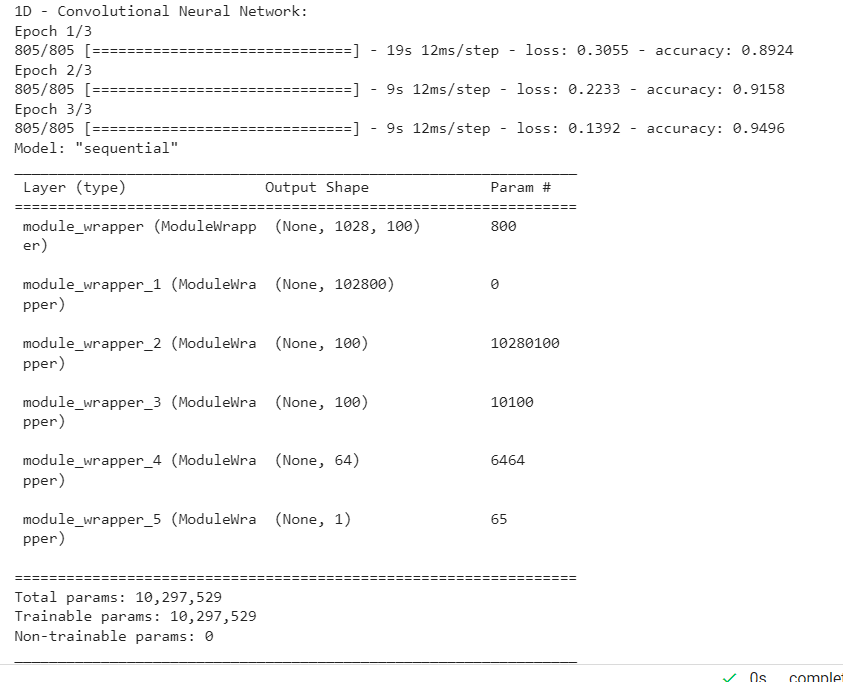 1D - Convolutional Neural Network:
Epoch 1/3
805/805 [==============================] - 19s 12ms/step - loss: 0.3055 - accuracy: 0.8924
Epoch 2/3
805/805 [==============================] - 9s 12ms/step - loss: 0.2233 - accuracy: 0.9158
Epoch 3/3
805/805 [==============================] - 9s 12ms/step - loss: 0.1392 - accuracy: 0.9496
Model: "sequential"
_________________________________________________________________
Layer (type) Output Shape Param #
=================================================================
module_wrapper (ModuleWrapp (None, 1028, 100) 800
er)
module_wrapper_1 (ModuleWra (None, 102800) 0
pper)
module_wrapper_2 (ModuleWra (None, 100) 10280100
pper)
module_wrapper_3 (ModuleWra (None, 100) 10100
pper)
module_wrapper_4 (ModuleWra (None, 64) 6464
pper)
module_wrapper_5 (ModuleWra (None, 1) 65
pper)
=================================================================
Total params: 10,297,529
Trainable params: 10,297,529
Non-trainable params: 0
_________________________________________________________________
0s complet